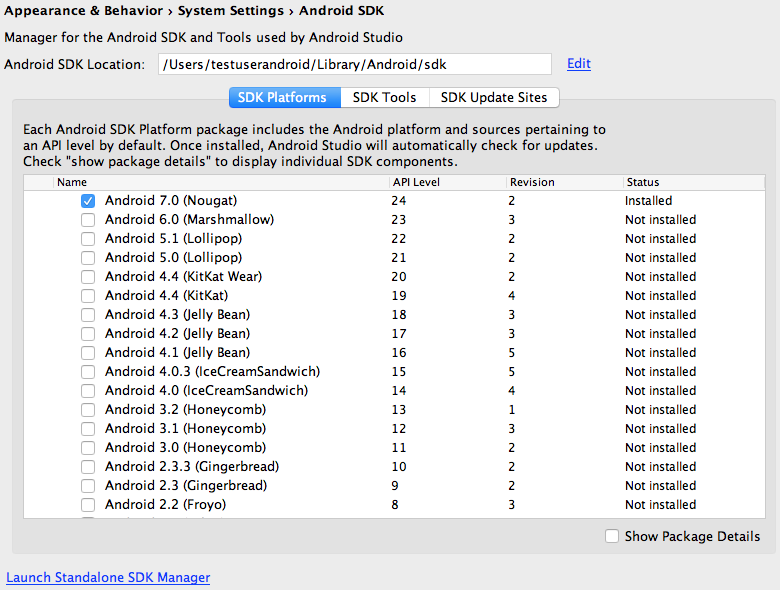 Appearance & Behavior › System Settings › Android SDK
Manager for the Android SDK and Tools used by Android Studio
Android SDK Location: /Users/testuserandroid/Library/Android/sdk Edit
SDK Platforms SDK Tools SDK Update Sites
Each Android SDK Platform package includes the Android platform and sources pertaining to
an API level by default. Once installed, Android Studio will automatically check for updates.
Check "show package details" to display individual SDK components.
Name API Level Revision Status
Android 7.0 (Nougat) 24 2 Installed
Android 6.0 (Marshmallow) 23 3 Not installed
Android 5.1 (Lollipop) 22 2 Not installed
Android 5.0 (Lollipop) 21 2 Not installed
Android 4.4 (KitKat Wear) 20 2 Not installed
Android 4.4 (KitKat) 19 4 Not installed
Android 4.3 (Jelly Bean) 18 3 Not installed
Android 4.2 (Jelly Bean) 17 3 Not installed
Android 4.1 (Jelly Bean) 16 5 Not installed
Android 4.0.3 (IceCreamSandwich) 15 5 Not installed
Android 4.0 (IceCreamSandwich) 14 4 Not installed
Android 3.2 (Honeycomb) 13 1 Not installed
Android 3.1 (Honeycomb) 12 3 Not installed
Android 3.0 (Honeycomb) 11 2 Not installed
Android 2.3.3 (Gingerbread) 10 2 Not installed
Android 2.3 (Gingerbread) 9 2 Not installed
Android 2.2 (Froyo) 8 3 Not installed
Show Package Details
Launch Standalone SDK Manager